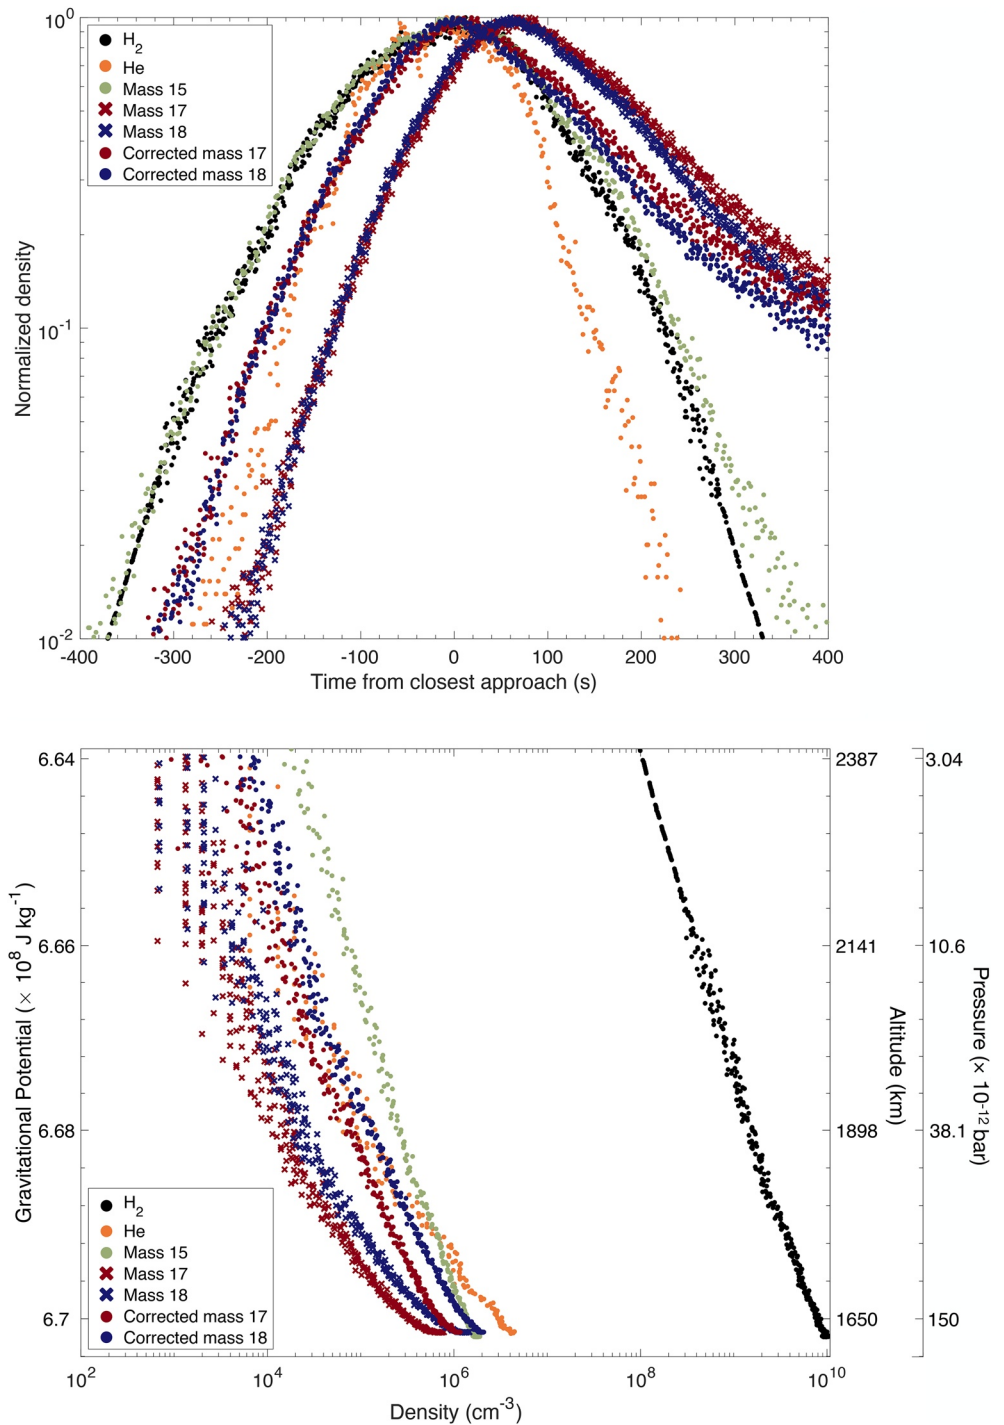 10^0
H_2
He
Mass 15
Mass 17
Mass 18
Corrected mass 17
Corrected mass 18
Normalized density
10^-1
10^-2
-400 -300 -200 -100 0 100 200 300 400
Time from closest approach (s)
6.64 2387 3.04
6.66 2141 10.6
Gravitational Potential (× 10^8 J kg^-1)
Altitude (km)
Pressure (× 10^-12 bar)
6.68 1898 38.1
H_2
He
Mass 15
Mass 17
Mass 18
Corrected mass 17
Corrected mass 18
6.7 1650 150
10^2 10^4 10^6 10^8 10^10
Density (cm^-3)